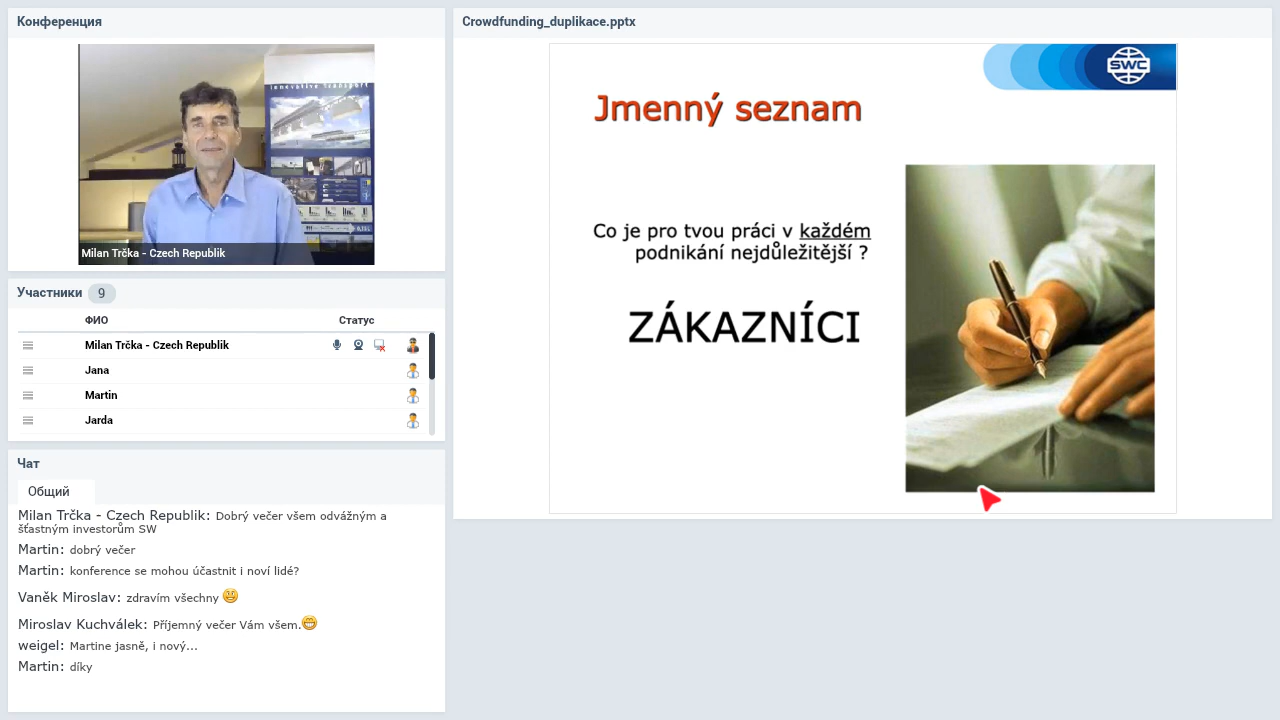 Конференция
innovative transport
Milan Trčka - Czech Republik
Участники 9
ФИО Статус
Milan Trčka - Czech Republik
Jana
Martin
Jarda
Чат
Общий
Milan Trčka - Czech Republik: Dobrý večer všem odvážným a
šťastným investorům SW
Martin: dobrý večer
Martin: konference se mohou účastnit i noví lidé?
Vaněk Miroslav: zdravím všechny
Miroslav Kuchválek: Příjemný večer Vám všem.
weigel: Martine jasně, i nový...
Martin: díky
Crowdfunding_duplikace.pptx
SWC
Jmenný seznam
Co je pro tvou práci v každém
podnikání nejdůležitější ?
ZÁKAZNÍCI